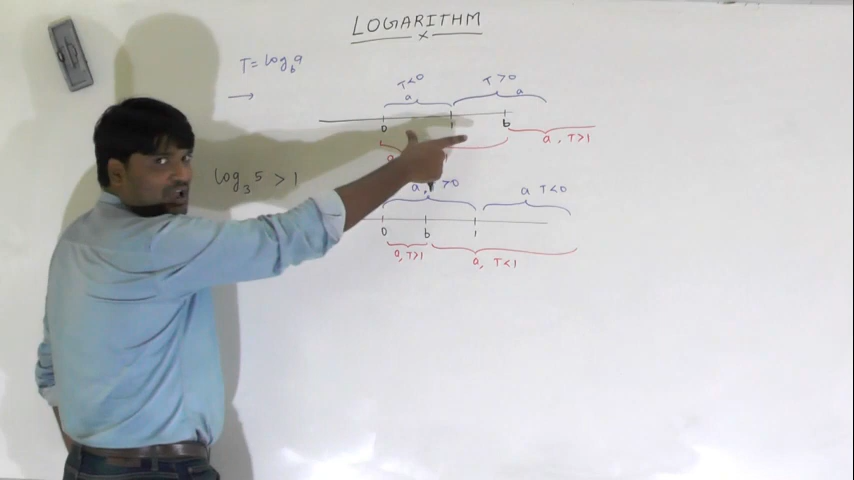 LOGARITHM
x
T = log_b a
T<0 T>0
a a
0 1 b
a, T>1
log_3 5 > 1
a, >0 a T<0
0 b 1
a, T>1 a, T<1